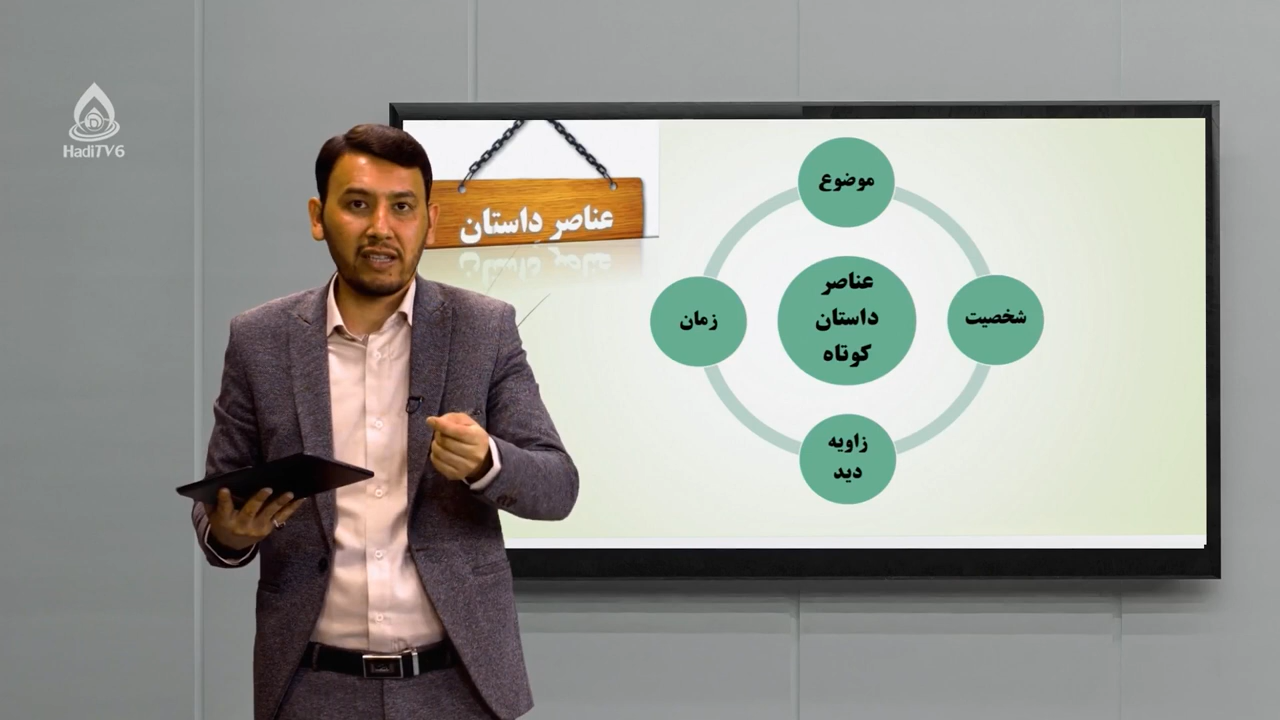 HadiTV6
عناصرِ داستان
موضوع
عناصر
داستان
کوتاه
شخصیت
زمان
زاویه
دید